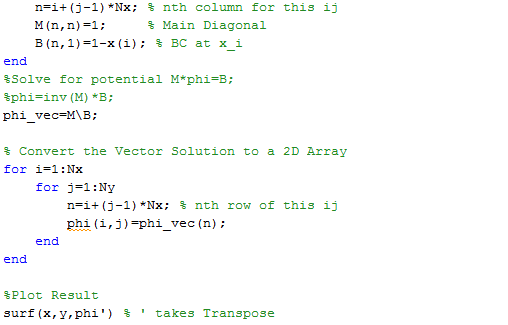 n=i+(j-1)*Nx; % nth column for this ij
M(n,n)=1; % Main Diagonal
B(n,1)=1-x(i); % BC at x_i
end
%Solve for potential M*phi=B;
%phi=inv(M)*B;
phi_vec=M\B;
% Convert the Vector Solution to a 2D Array
for i=1:Nx
for j=1:Ny
n=i+(j-1)*Nx; % nth row of this ij
phi(i,j)=phi_vec(n);
end
end
%Plot Result
surf(x,y,phi') % ' takes Transpose